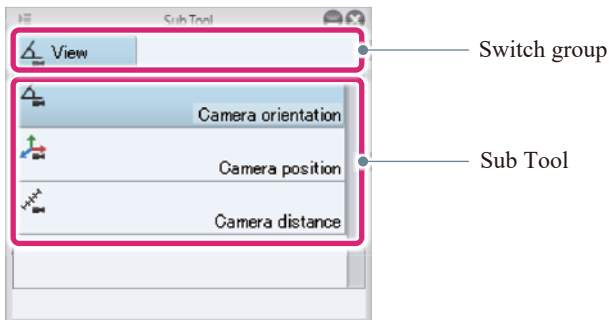 Sub Tool
View
Switch group
Camera orientation
Camera position
Sub Tool
Camera distance